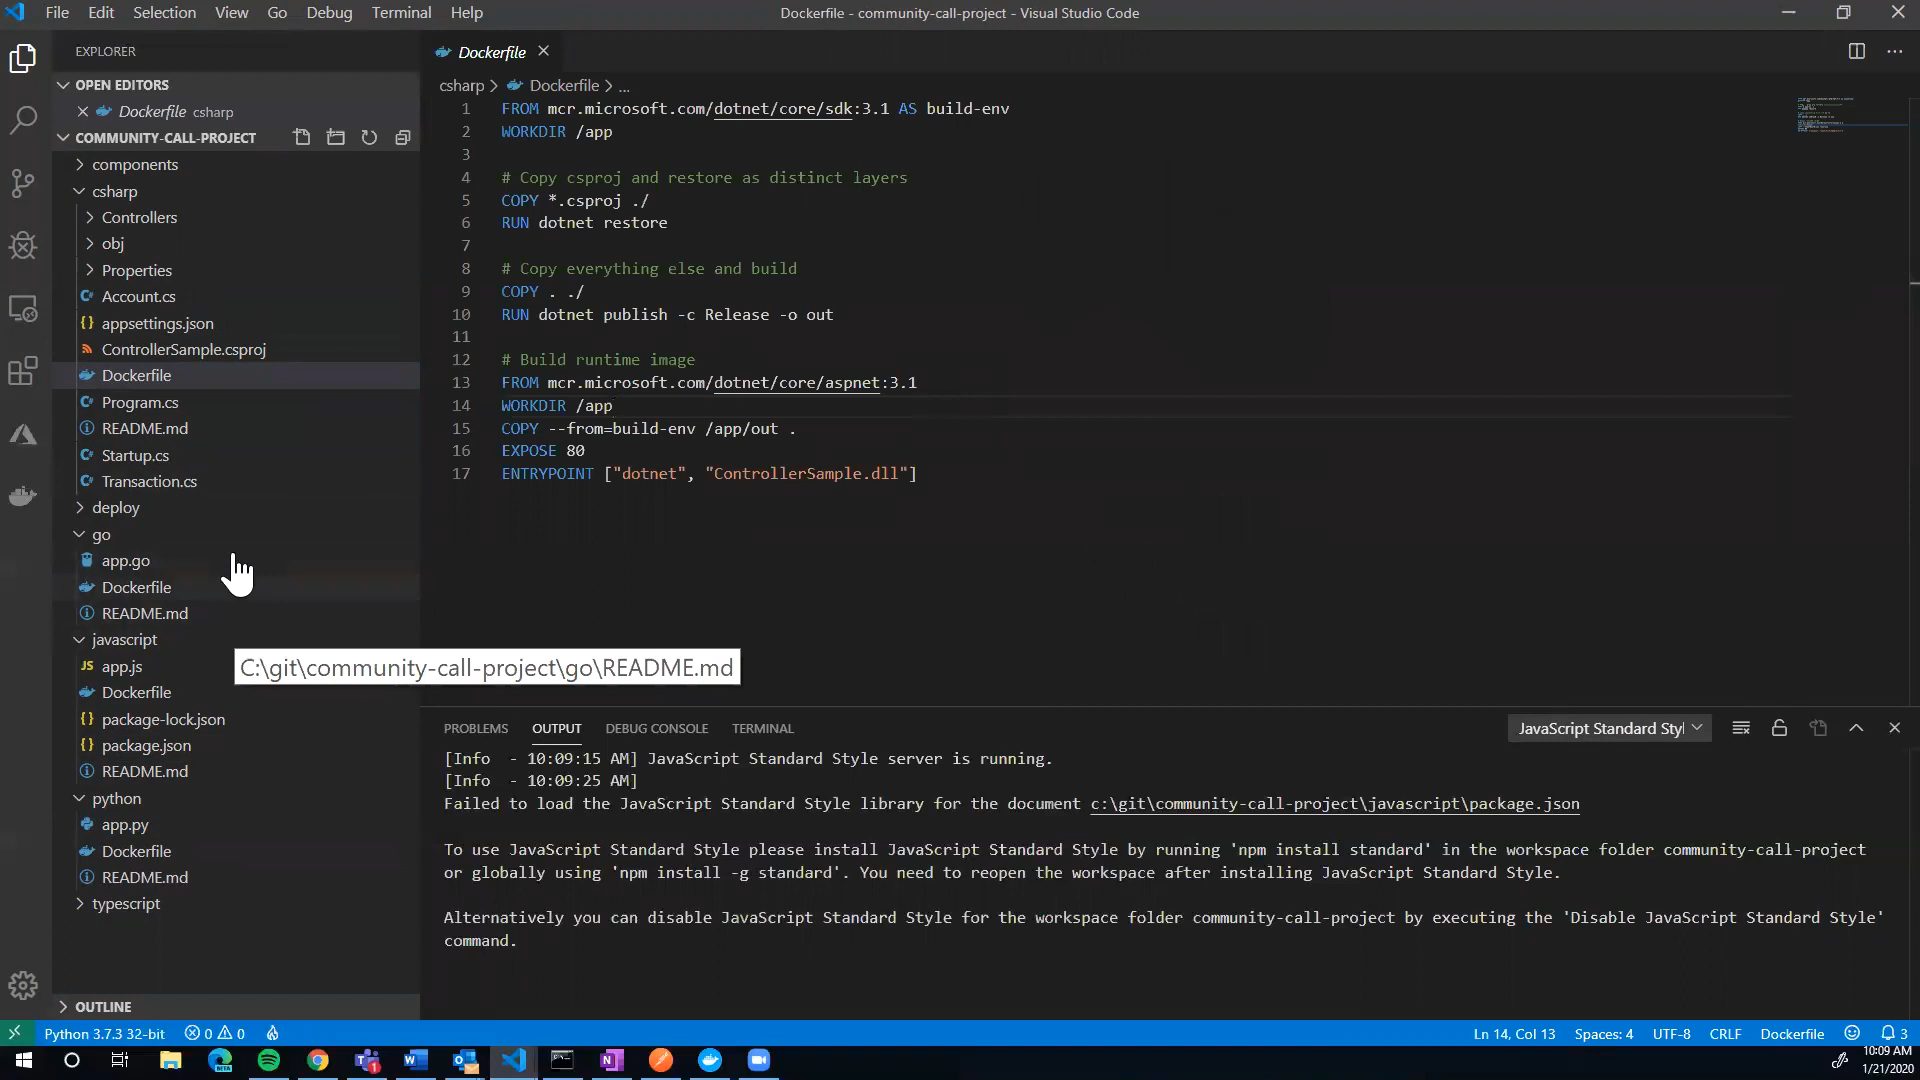 File Edit Selection View Go Debug Terminal Help
Dockerfile - community-call-project - Visual Studio Code
EXPLORER
OPEN EDITORS
Dockerfile csharp
COMMUNITY-CALL-PROJECT
components
csharp
Controllers
obj
Properties
Account.cs
appsettings.json
ControllerSample.csproj
Dockerfile
Program.cs
README.md
Startup.cs
Transaction.cs
deploy
go
app.go
Dockerfile
README.md
javascript
app.js
Dockerfile
package-lock.json
package.json
README.md
python
app.py
Dockerfile
README.md
typescript
OUTLINE
C:\git\community-call-project\go\README.md
Dockerfile
csharp > Dockerfile > ...
1 FROM mcr.microsoft.com/dotnet/core/sdk:3.1 AS build-env
2 WORKDIR /app
3
4 # Copy csproj and restore as distinct layers
5 COPY *.csproj ./
6 RUN dotnet restore
7
8 # Copy everything else and build
9 COPY . ./
10 RUN dotnet publish -c Release -o out
11
12 # Build runtime image
13 FROM mcr.microsoft.com/dotnet/core/aspnet:3.1
14 WORKDIR /app
15 COPY --from=build-env /app/out .
16 EXPOSE 80
17 ENTRYPOINT ["dotnet", "ControllerSample.dll"]
PROBLEMS OUTPUT DEBUG CONSOLE TERMINAL
JavaScript Standard Styl
[Info - 10:09:15 AM] JavaScript Standard Style server is running.
[Info - 10:09:25 AM]
Failed to load the JavaScript Standard Style library for the document c:\git\community-call-project\javascript\package.json
To use JavaScript Standard Style please install JavaScript Standard Style by running 'npm install standard' in the workspace folder community-call-project
or globally using 'npm install -g standard'. You need to reopen the workspace after installing JavaScript Standard Style.
Alternatively you can disable JavaScript Standard Style for the workspace folder community-call-project by executing the 'Disable JavaScript Standard Style'
command.
Python 3.7.3 32-bit 0 0
Ln 14, Col 13 Spaces: 4 UTF-8 CRLF Dockerfile 3
10:09 AM
1/21/2020